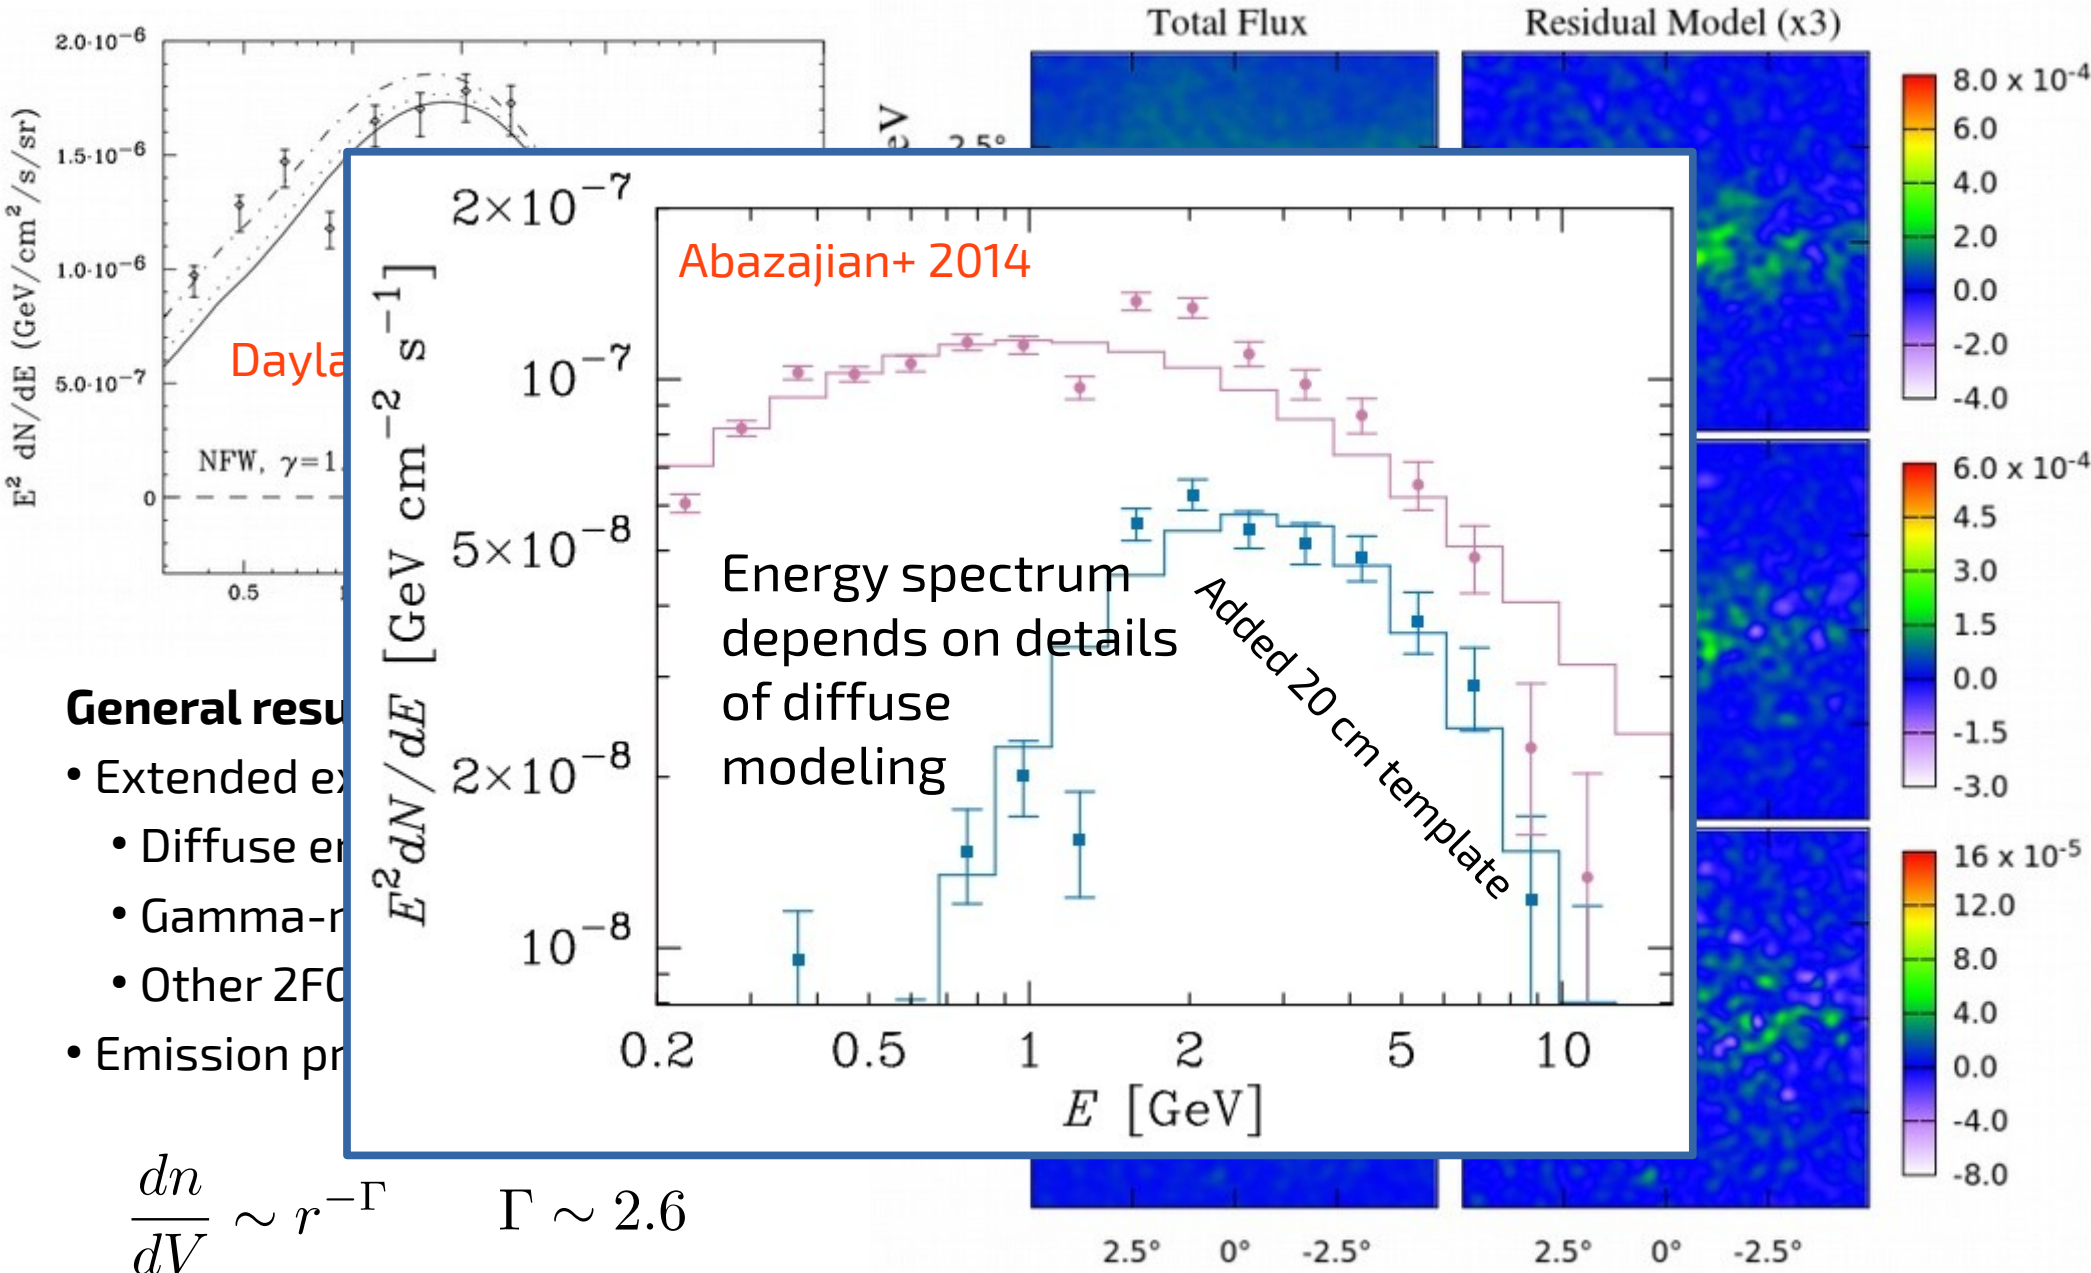 Total Flux
Residual Model (x3)
2.0·10⁻⁶
1.5·10⁻⁶
1.0·10⁻⁶
5.0·10⁻⁷
0
E² dN/dE (GeV/cm²/s/sr)
NFW, γ=1.
0.5
2.5°
Abazajian+ 2014
2×10⁻⁷
10⁻⁷
5×10⁻⁸
2×10⁻⁸
10⁻⁸
E²dN/dE [GeV cm⁻² s⁻¹]
Energy spectrum
depends on details
of diffuse
modeling
Added 20 cm template
0.2 0.5 1 2 5 10
E [GeV]
8.0 x 10⁻⁴
6.0
4.0
2.0
0.0
-2.0
-4.0
6.0 x 10⁻⁴
4.5
3.0
1.5
0.0
-1.5
-3.0
16 x 10⁻⁵
12.0
8.0
4.0
0.0
-4.0
-8.0
General
• Extended
• Diffuse
• Gamma-
• Other
• Emission
dn/dV ∼ r^−Γ Γ ∼ 2.6
2.5° 0° -2.5°
2.5° 0° -2.5°